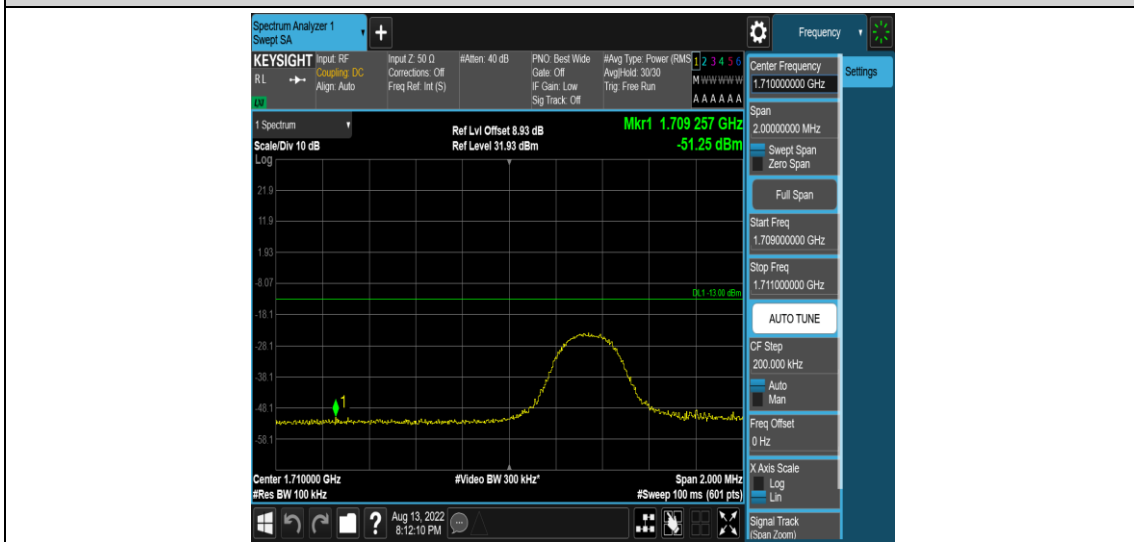 Spectrum Analyzer 1
Swept SA
+
Frequency
KEYSIGHT
RL
LXI
Input: RF
Coupling: DC
Align: Auto
Input Z: 50 Ω
Corrections: Off
Freq Ref: Int (S)
#Atten: 40 dB
PNO: Best Wide
Gate: Off
IF Gain: Low
Sig Track: Off
#Avg Type: Power (RMS
Avg|Hold: 30/30
Trig: Free Run
1 2 3 4 5 6
M W W W W W
A A A A A A
1 Spectrum
Scale/Div 10 dB
Log
Ref Lvl Offset 8.93 dB
Ref Level 31.93 dBm
Mkr1 1.709 257 GHz
-51.25 dBm
21.9
11.9
1.93
-8.07
DL1 -13.00 dBm
-18.1
-28.1
-38.1
-48.1
1
-58.1
Center 1.710000 GHz
#Video BW 300 kHz*
Span 2.000 MHz
#Res BW 100 kHz
#Sweep 100 ms (601 pts)
?
Aug 13, 2022
8:12:10 PM
Center Frequency
1.710000000 GHz
Settings
Span
2.00000000 MHz
Swept Span
Zero Span
Full Span
Start Freq
1.709000000 GHz
Stop Freq
1.711000000 GHz
AUTO TUNE
CF Step
200.000 kHz
Auto
Man
Freq Offset
0 Hz
X Axis Scale
Log
Lin
Signal Track
(Span Zoom)